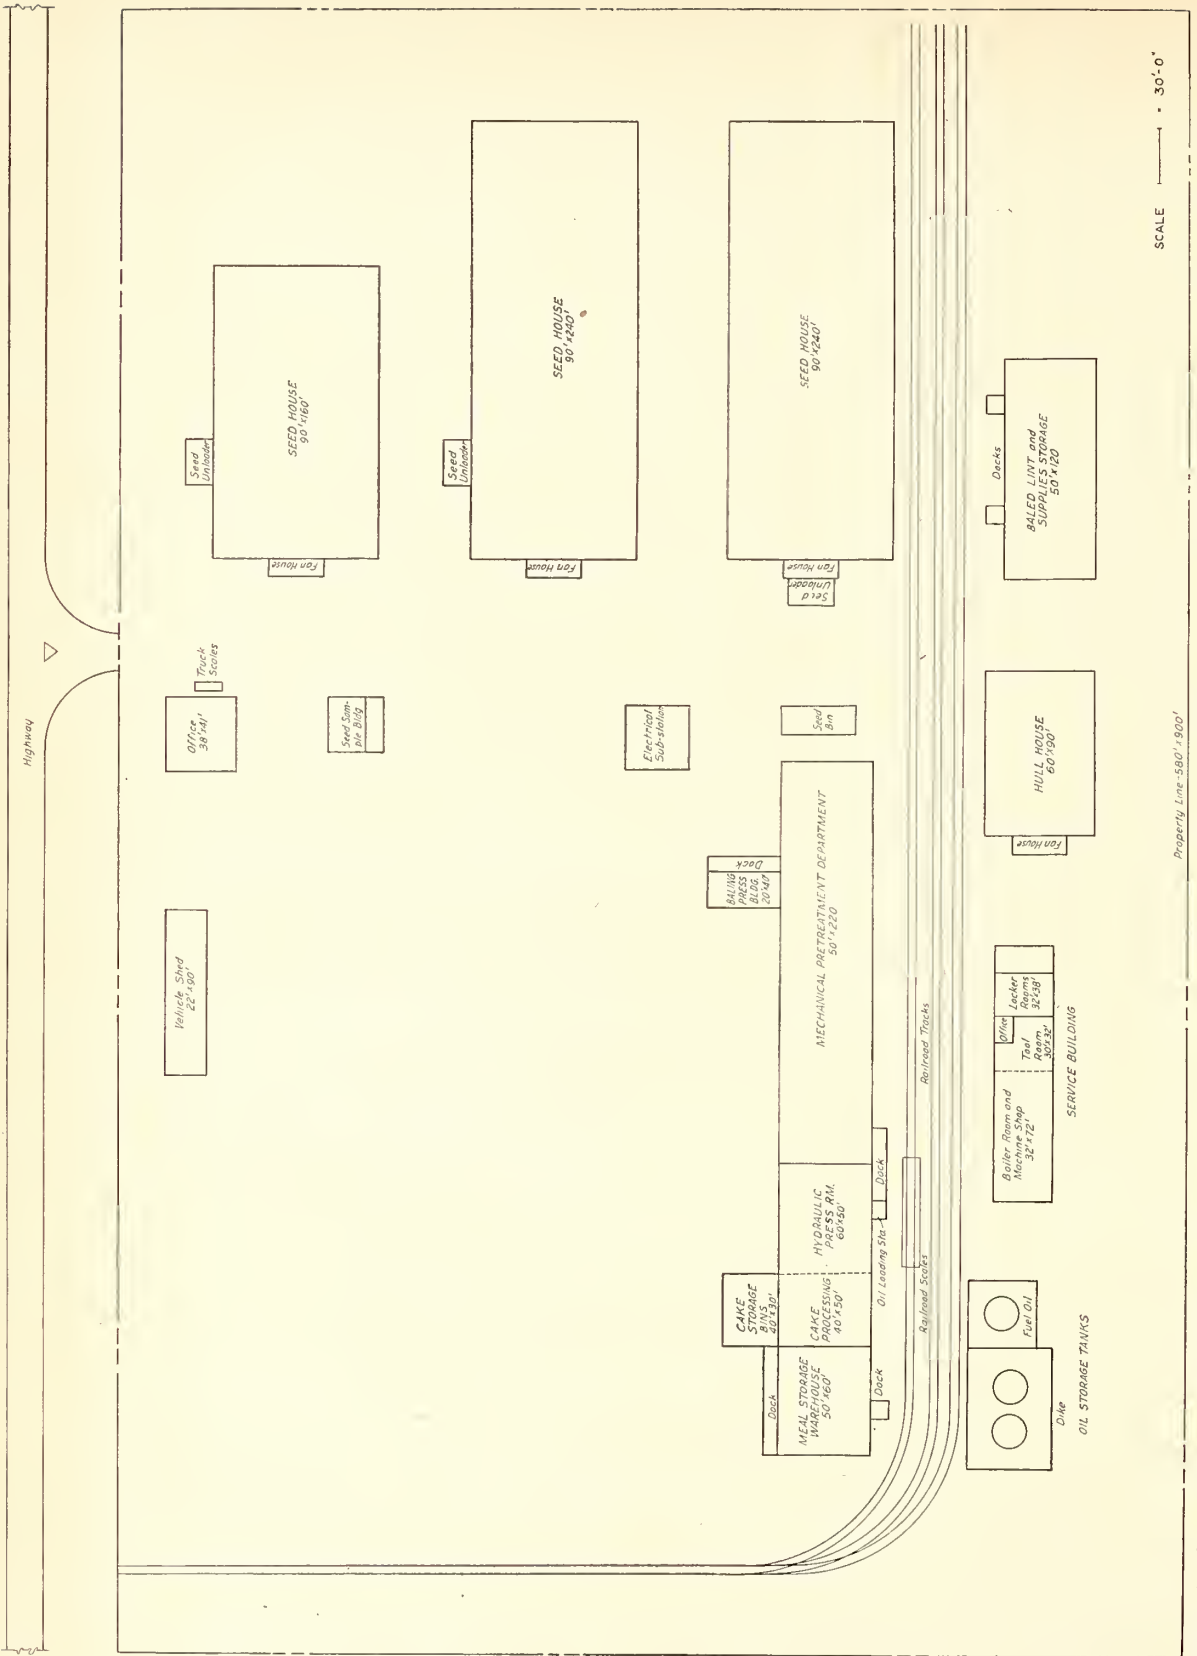 Highway
Truck
Scales
Office
38'x41'
Seed Sam-
ple Bldg
Electrical
Sub-station
Seed
Bin
Vehicle Shed
22'x90'
Seed
Unloader
SEED HOUSE
90'x160'
Fan House
Seed
Unloader
SEED HOUSE
90'x240'
Fan House
SEED HOUSE
90'x240'
Fan House
Seed
Unloader
Docks
BALED LINT and
SUPPLIES STORAGE
50'x120
HULL HOUSE
60'x90'
Fan House
Dock
BALING
PRESS
BLDG.
20'x40'
MECHANICAL PRETREATMENT DEPARTMENT
50'x220
HYDRAULIC
PRESS RM.
60'x50'
CAKE
STORAGE
BINS
40'x30'
CAKE
PROCESSING
40'x50'
Dock
MEAL STORAGE
WAREHOUSE
50'x60'
Dock
Oil Loading Sta.
Dock
Railroad Scales
Railroad Tracks
Boiler Room and
Machine Shop
32'x72'
Office
Tool
Room
30'x32'
Locker
Rooms
32'x38'
SERVICE BUILDING
Fuel Oil
Dike
OIL STORAGE TANKS
Property Line-580'x900'
SCALE = 30'-0"